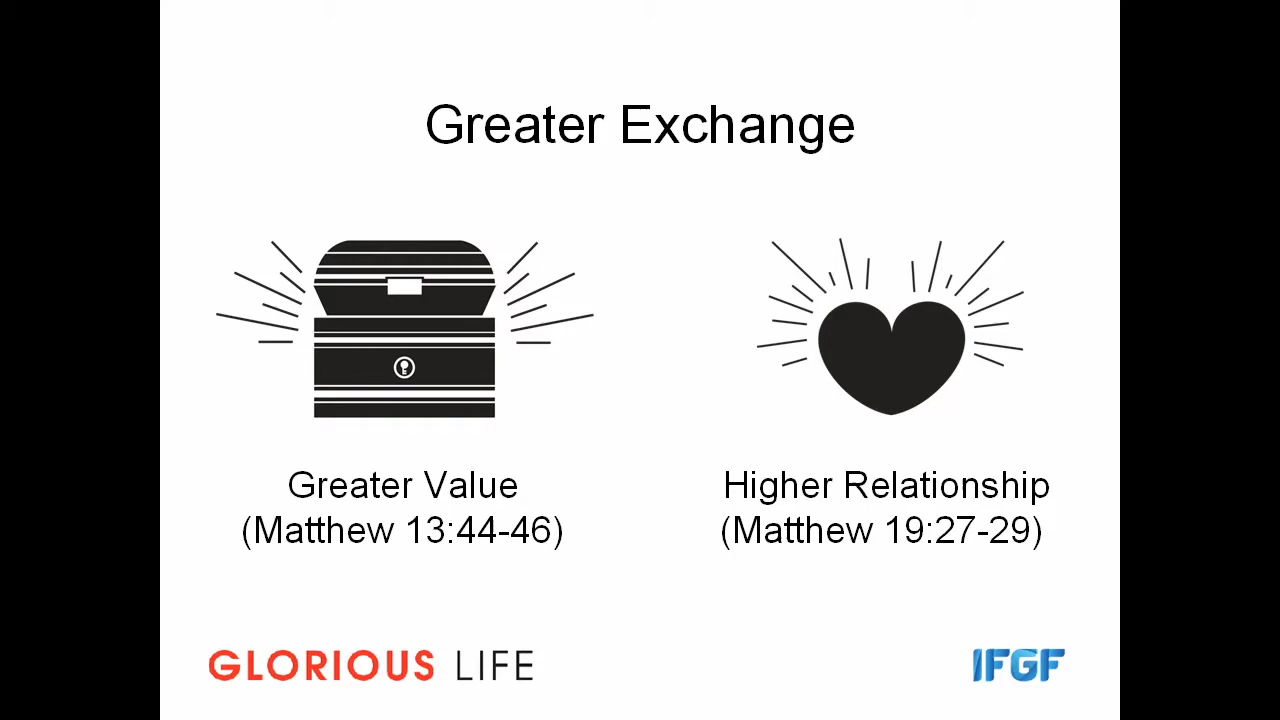 Greater Exchange
Greater Value
(Matthew 13:44-46)
Higher Relationship
(Matthew 19:27-29)
GLORIOUS LIFE
IFGF